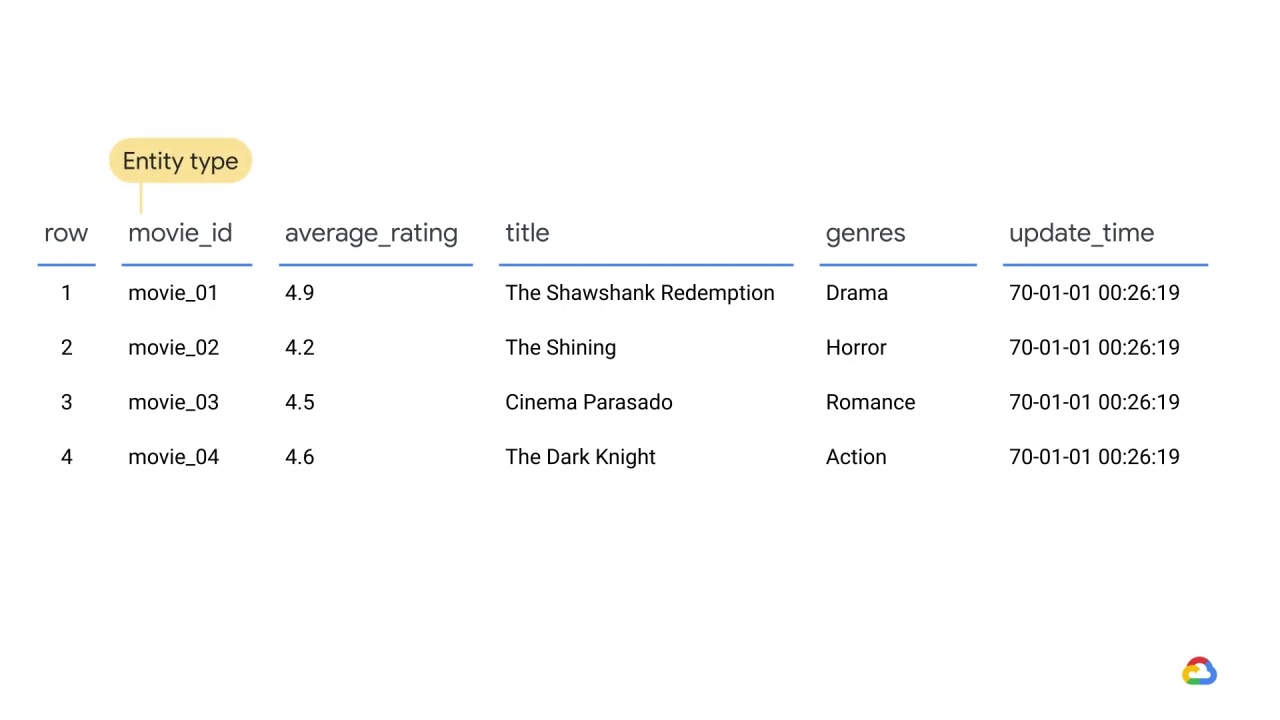 Entity type
row movie_id average_rating title genres update_time
1 movie_01 4.9 The Shawshank Redemption Drama 70-01-01 00:26:19
2 movie_02 4.2 The Shining Horror 70-01-01 00:26:19
3 movie_03 4.5 Cinema Parasado Romance 70-01-01 00:26:19
4 movie_04 4.6 The Dark Knight Action 70-01-01 00:26:19